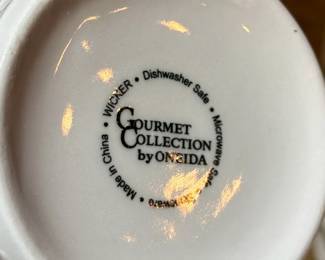 • WICKER • Dishwasher Safe • Microwave Safe • Made in China •
GOURMET
COLLECTION
by ONEIDA